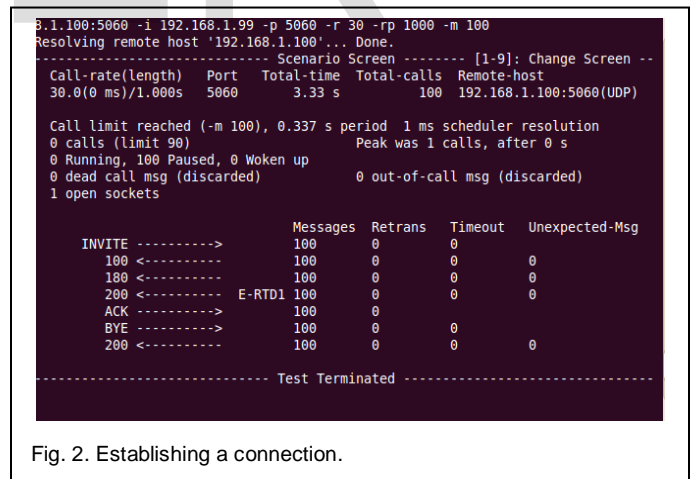 8.1.100:5060 -i 192.168.1.99 -p 5060 -r 30 -rp 1000 -m 100
Resolving remote host '192.168.1.100'... Done.
------------------------------ Scenario Screen -------- [1-9]: Change Screen --
Call-rate(length) Port Total-time Total-calls Remote-host
30.0(0 ms)/1.000s 5060 3.33 s 100 192.168.1.100:5060(UDP)
Call limit reached (-m 100), 0.337 s period 1 ms scheduler resolution
0 calls (limit 90) Peak was 1 calls, after 0 s
0 Running, 100 Paused, 0 Woken up
0 dead call msg (discarded) 0 out-of-call msg (discarded)
1 open sockets
Messages Retrans Timeout Unexpected-Msg
INVITE ----------> 100 0 0
100 <---------- 100 0 0 0
180 <---------- 100 0 0 0
200 <---------- E-RTD1 100 0 0 0
ACK ----------> 100 0
BYE ----------> 100 0 0
200 <---------- 100 0 0 0
------------------------------ Test Terminated --------------------------------
Fig. 2. Establishing a connection.